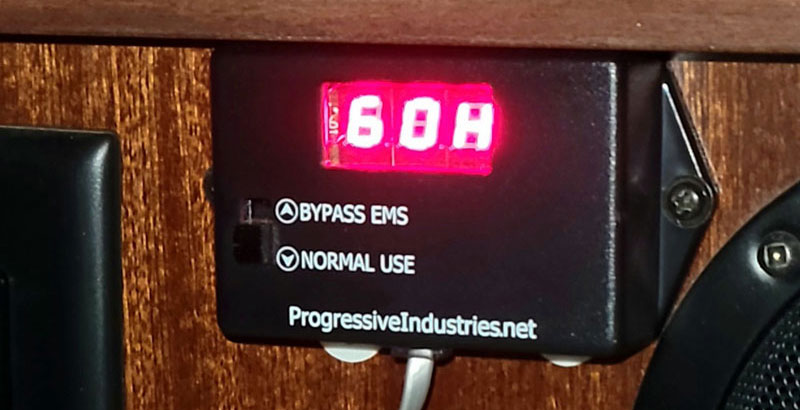 60H
BYPASS EMS
NORMAL USE
ProgressiveIndustries.net